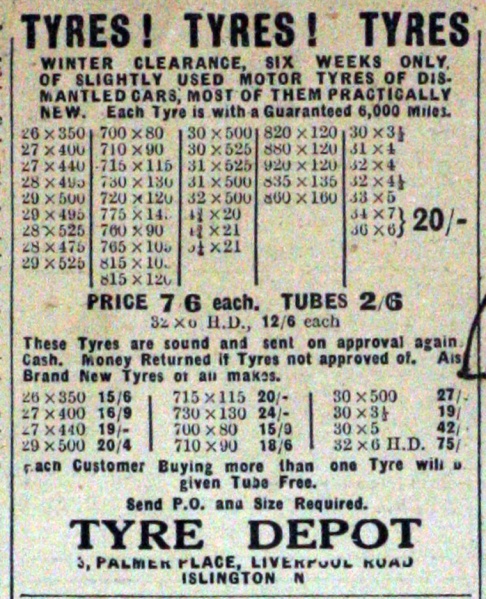 TYRES! TYRES! TYRES
WINTER CLEARANCE, SIX WEEKS ONLY,
OF SLIGHTLY USED MOTOR TYRES OF DIS-
MANTLED CARS, MOST OF THEM PRACTICALLY
NEW. Each Tyre is with a Guaranteed 6,000 Miles.
26 × 350 700 × 80 30 × 500 820 × 120 30 × 3½
27 × 400 710 × 90 30 × 525 880 × 120 31 × 4
27 × 440 715 × 115 31 × 525 920 × 120 32 × 4
28 × 495 730 × 130 31 × 500 835 × 135 32 × 4½
29 × 500 720 × 120 32 × 500 860 × 160 33 × 5
29 × 495 775 × 20 34 × 7 } 20/-
28 × 525 760 × 90 × 21 36 × 6
28 × 475 765 × × 21
29 × 525 815 ×
815 × 120
PRICE 7 6 each. TUBES 2/6
32 × 6 H.D., 12/6 each
These Tyres are sound and sent on approval again
Cash. Money Returned if Tyres not approved of. Als
Brand New Tyres of all makes.
26 × 350 15/6 715 × 115 20/- 30 × 500 27/
27 × 400 16/9 730 × 130 24/- 30 × 3½ 19/
27 × 440 19/- 700 × 80 15/9 30 × 5 42/
29 × 500 20/4 710 × 90 18/6 32 × 6 H.D. 75/
Each Customer Buying more than one Tyre will b
given Tube Free.
Send P.O. and Size Required.
TYRE DEPOT
3, PALMER PLACE, LIVERPOOL ROAD
ISLINGTON N